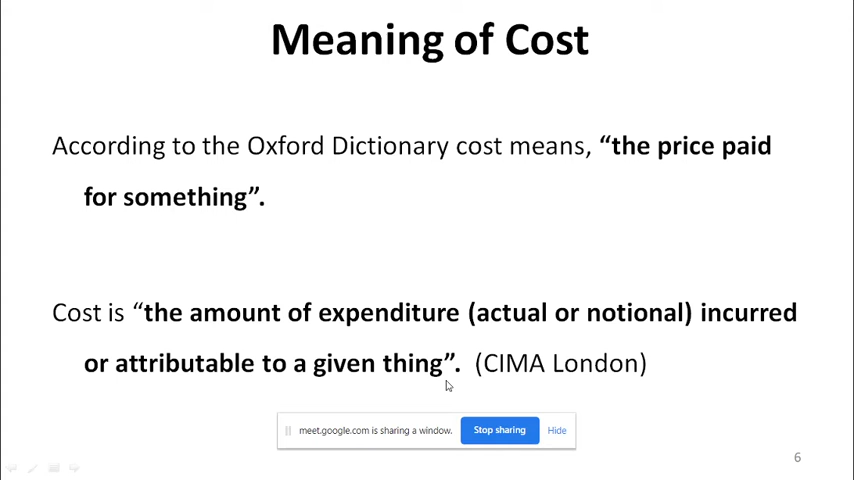 Meaning of Cost
According to the Oxford Dictionary cost means, “the price paid
for something”.
Cost is “the amount of expenditure (actual or notional) incurred
or attributable to a given thing”. (CIMA London)
meet.google.com is sharing a window. Stop sharing Hide
6